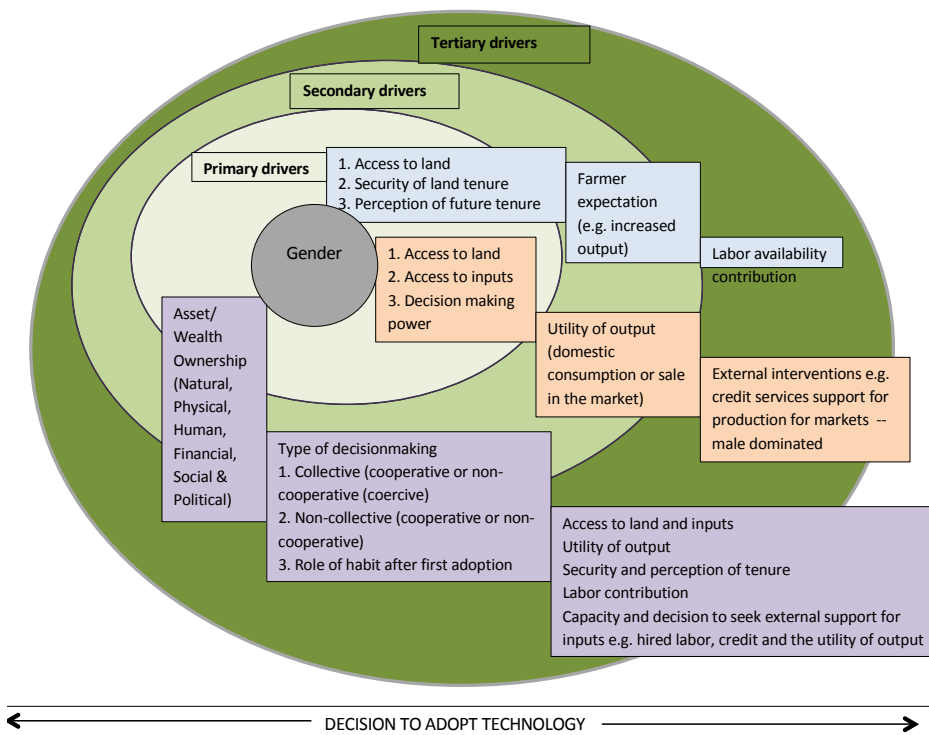 Tertiary drivers
Secondary drivers
Primary drivers
1. Access to land
2. Security of land tenure
3. Perception of future tenure
Farmer
expectation
(e.g. increased
output)
Labor availability
contribution
Gender
1. Access to land
2. Access to inputs
3. Decision making
power
Utility of output
(domestic
consumption or sale
in the market)
External interventions e.g.
credit services support for
production for markets --
male dominated
Asset/
Wealth
Ownership
(Natural,
Physical,
Human,
Financial,
Social &
Political)
Type of decisionmaking
1. Collective (cooperative or non-
cooperative (coercive)
2. Non-collective (cooperative or non-
cooperative)
3. Role of habit after first adoption
Access to land and inputs
Utility of output
Security and perception of tenure
Labor contribution
Capacity and decision to seek external support for
inputs e.g. hired labor, credit and the utility of output
DECISION TO ADOPT TECHNOLOGY